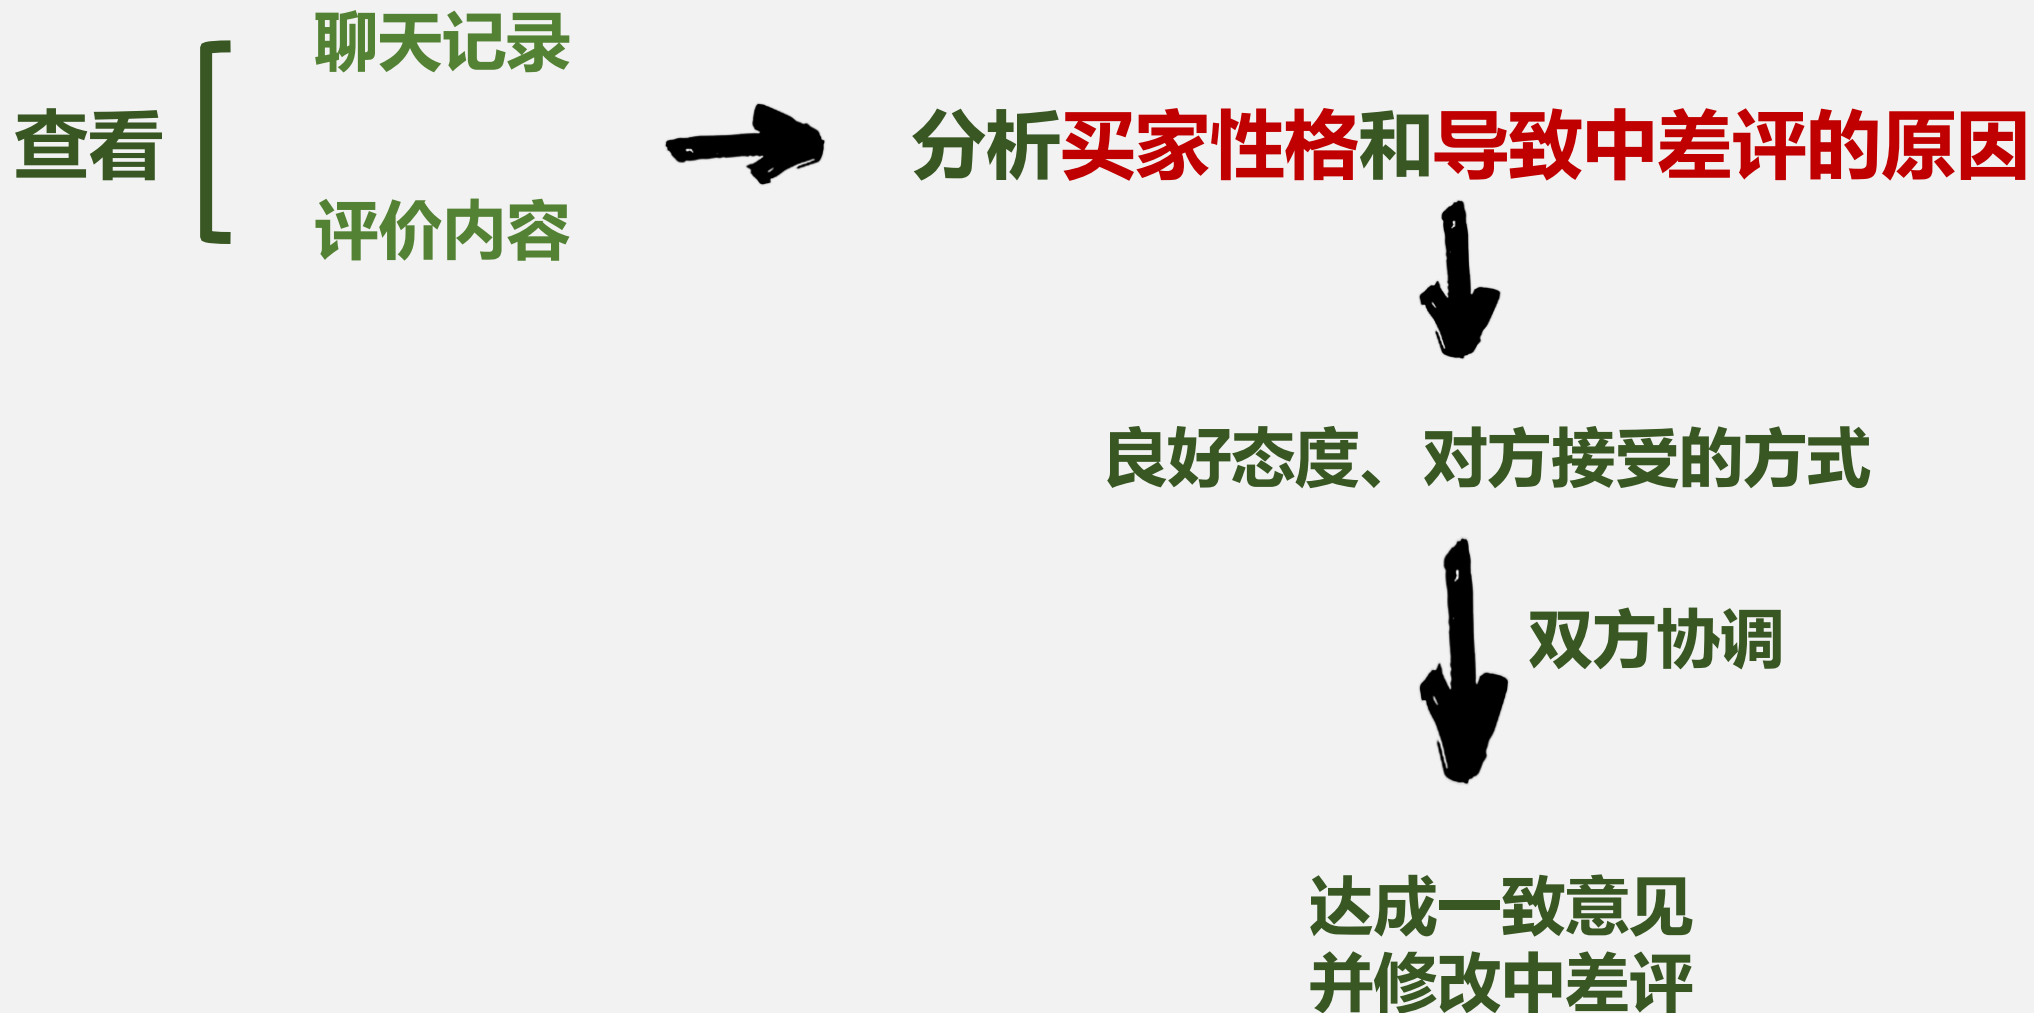 聊天记录
查看
分析买家性格和导致中差评的原因
评价内容
良好态度、对方接受的方式
双方协调
达成一致意见
并修改中差评